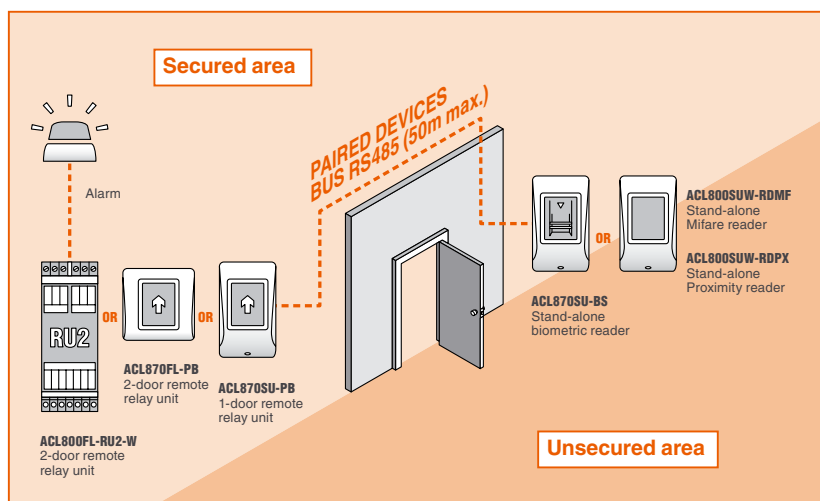 Secured area
PAIRED DEVICES
BUS RS485 (50m max.)
Alarm
RU2
OR
OR
ACL870FL-PB
2-door remote
relay unit
ACL870SU-PB
1-door remote
relay unit
ACL800FL-RU2-W
2-door remote
relay unit
OR
ACL870SU-BS
Stand-alone
biometric reader
ACL800SUW-RDMF
Stand-alone
Mifare reader
ACL800SUW-RDPX
Stand-alone
Proximity reader
Unsecured area